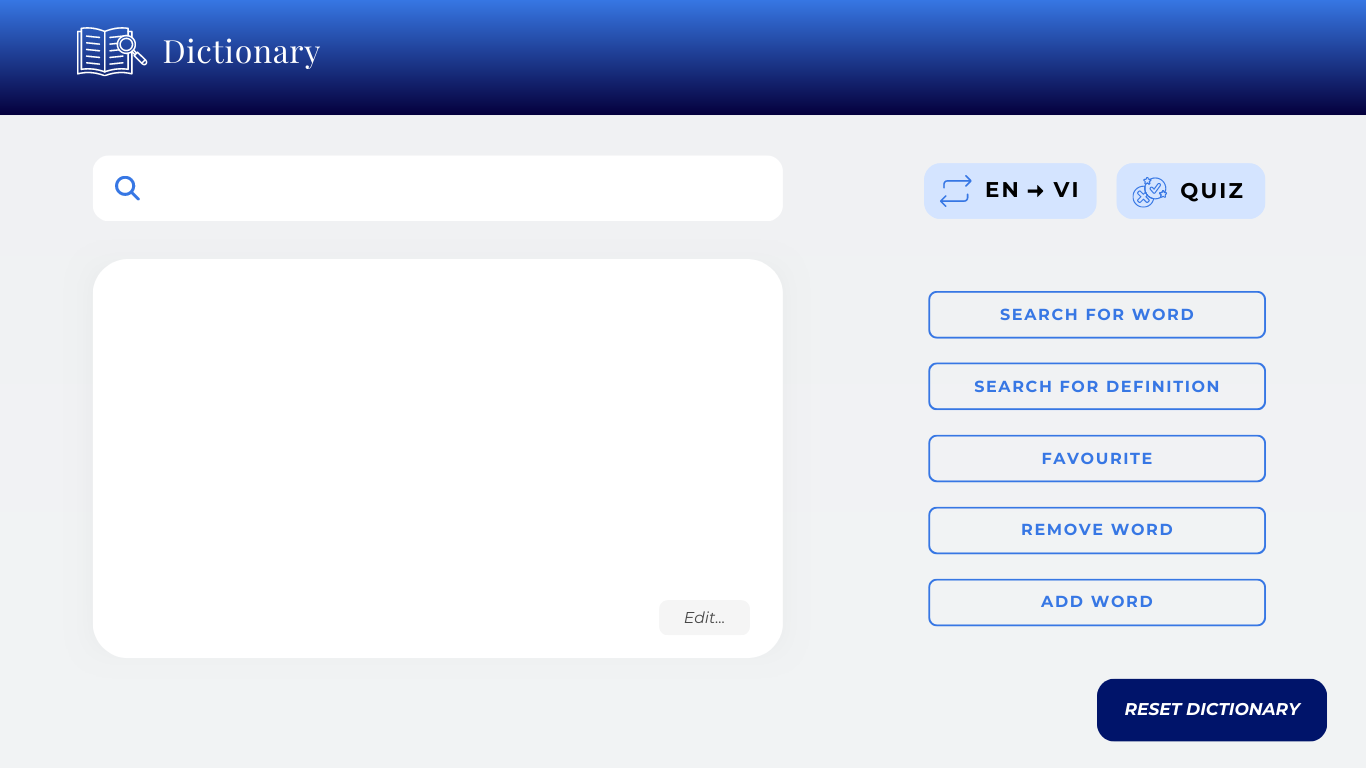 Dictionary
EN → VI
QUIZ
SEARCH FOR WORD
SEARCH FOR DEFINITION
FAVOURITE
REMOVE WORD
ADD WORD
Edit...
RESET DICTIONARY